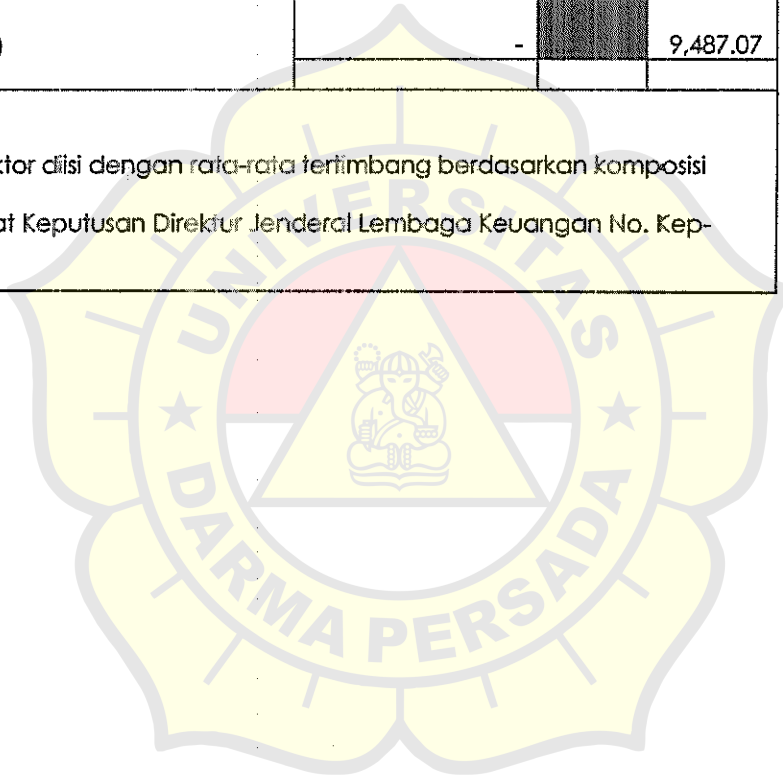 ) - 9,487.07
ktor diisi dengan rata-rata tertimbang berdasarkan komposisi
at Keputusan Direktur Jenderal Lembaga Keuangan No. Kep-
UNIVERSITAS
DARMA PERSADA